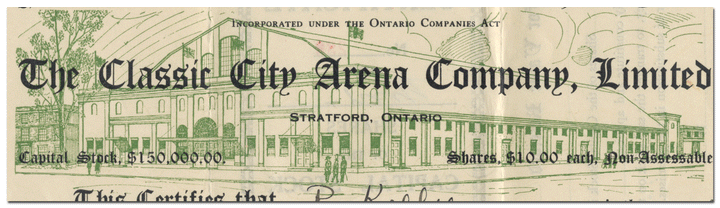 Incorporated under the Ontario Companies Act
The Classic City Arena Company, Limited
Stratford, Ontario
Capital Stock, $150,000.00. Shares, $10.00 each, Non-Assessable
This Certifies that